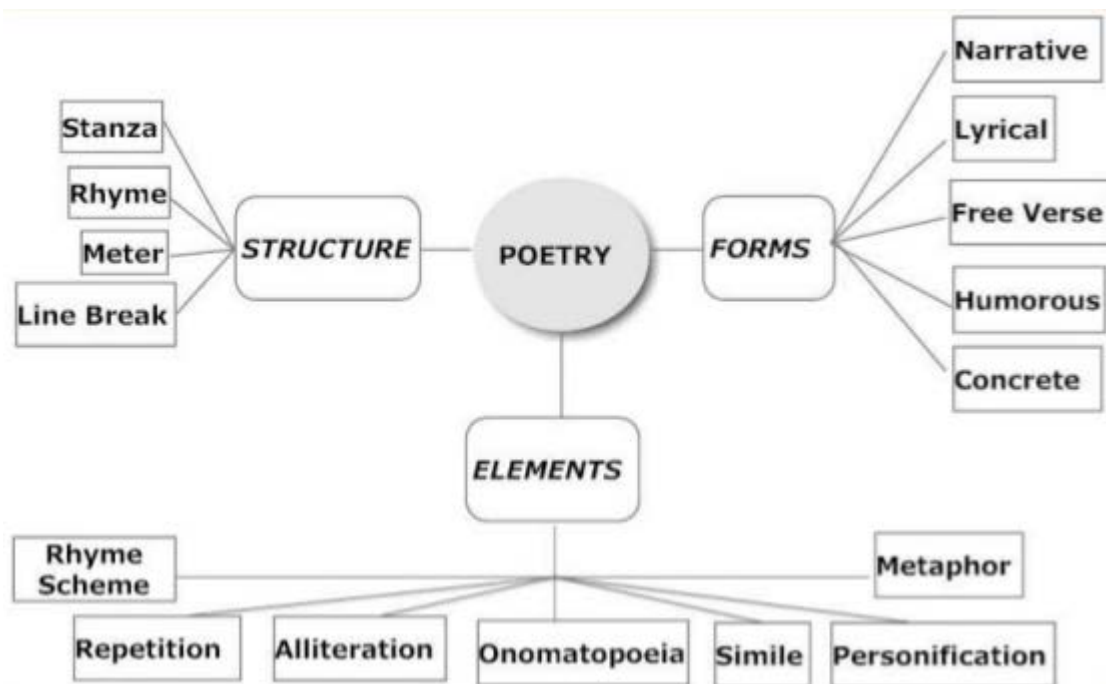 Narrative
Stanza
Lyrical
Rhyme
Free Verse
STRUCTURE
POETRY
FORMS
Meter
Humorous
Line Break
Concrete
ELEMENTS
Rhyme
Scheme
Metaphor
Repetition
Alliteration
Onomatopoeia
Simile
Personification